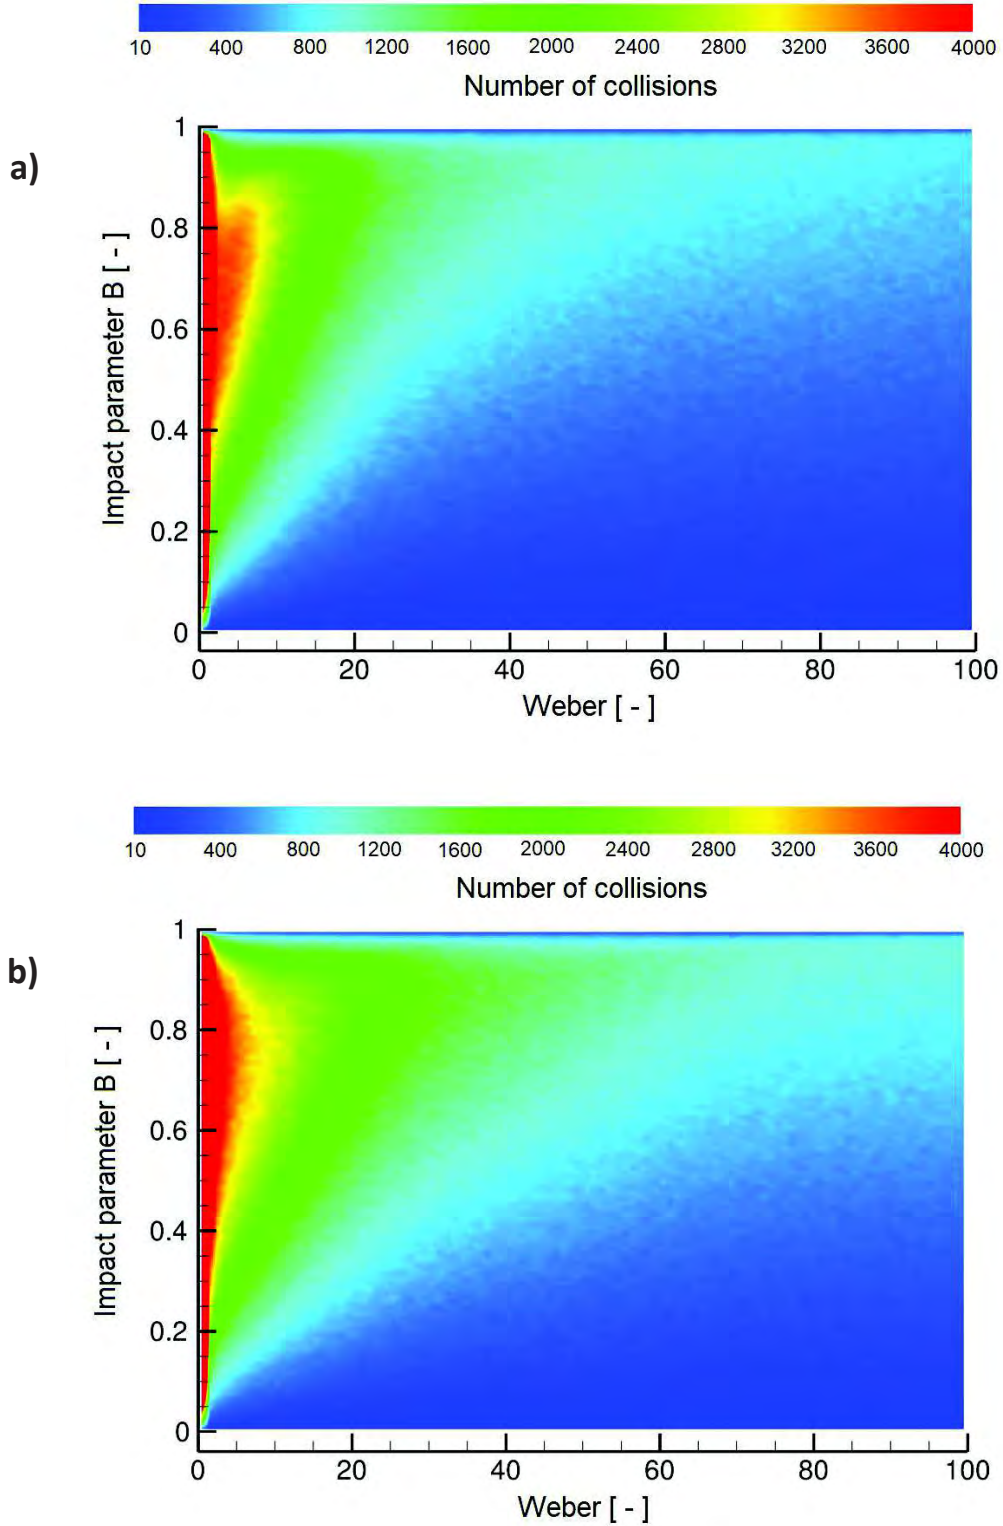 10 400 800 1200 1600 2000 2400 2800 3200 3600 4000
Number of collisions
a)
1
0.8
0.6
0.4
0.2
0
Impact parameter B [ - ]
0 20 40 60 80 100
Weber [ - ]
10 400 800 1200 1600 2000 2400 2800 3200 3600 4000
Number of collisions
b)
1
0.8
0.6
0.4
0.2
0
Impact parameter B [ - ]
0 20 40 60 80 100
Weber [ - ]